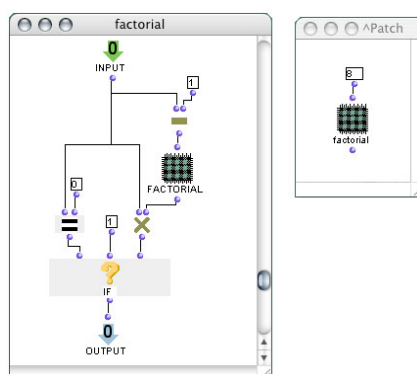 factorial
^Patch
0
INPUT
1
8
factorial
FACTORIAL
0
1
IF
0
OUTPUT